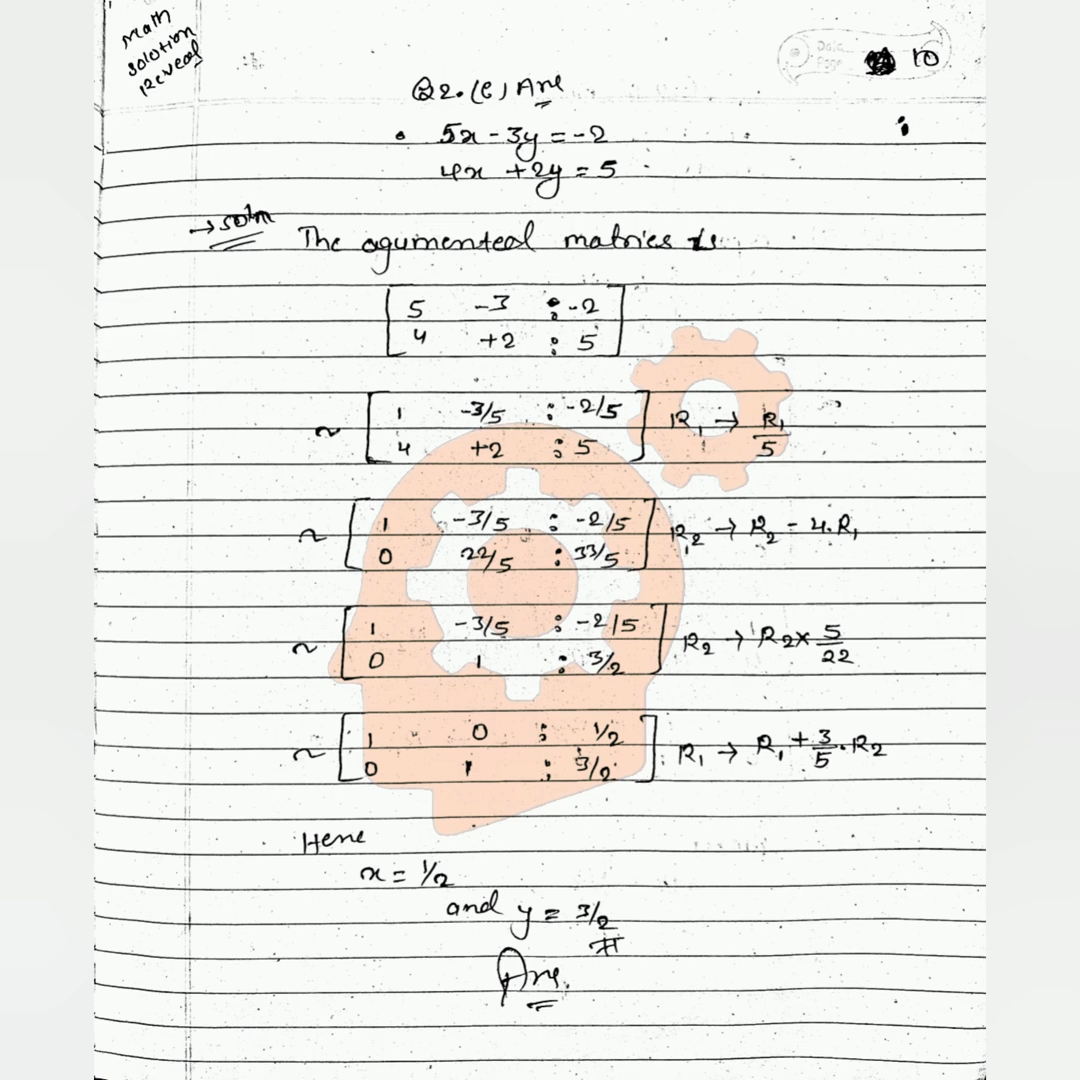 Math
solution
Reveal
Data
Page
10
Q2. (C) Ans
5x - 3y = -2
4x + 2y = 5
→ soln
The agumented matries is
[ 5 -3 : -2
4 +2 : 5 ]
~ [ 1 -3/5 : -2/5
4 +2 : 5 ] R₁ → R₁/5
~ [ 1 -3/5 : -2/5
0 22/5 : 33/5 ] R₂ → R₂ - 4.R₁
~ [ 1 -3/5 : -2/5
0 1 : 3/2 ] R₂ → R₂ x 5/22
~ [ 1 0 : 1/2
0 1 : 3/2 ] R₁ → R₁ + 3/5 . R₂
Here
x = 1/2
and y = 3/2
Ans.